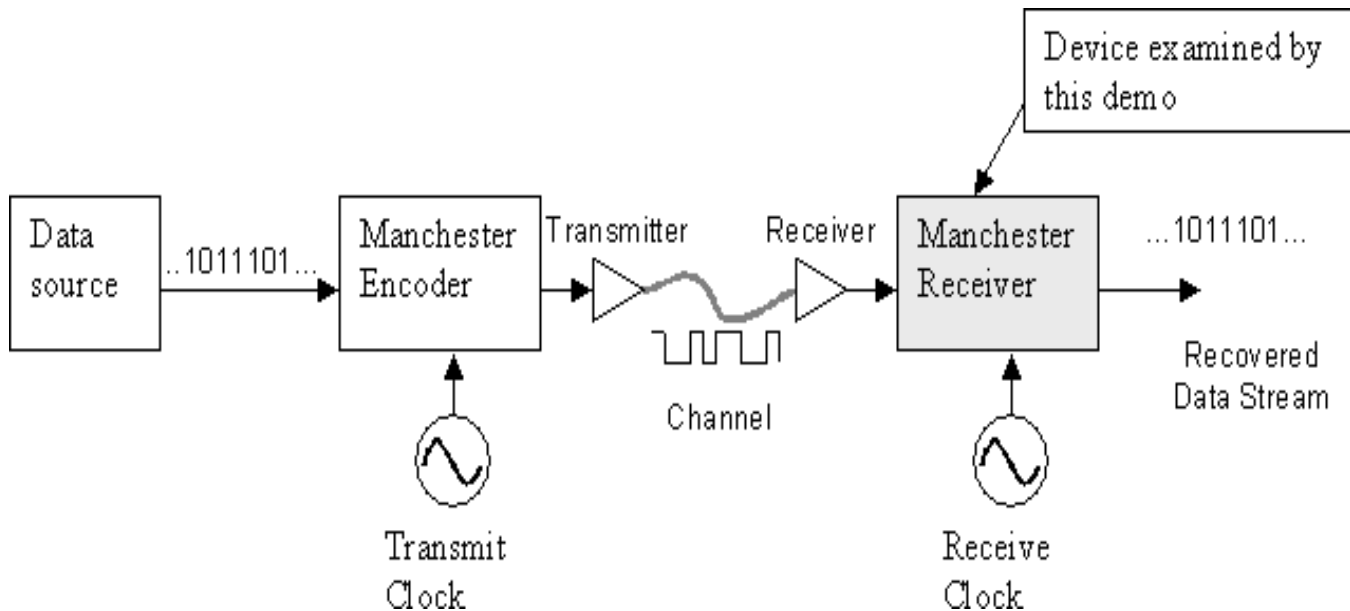 Device examined by
this demo
Data
source
..1011101...
Manchester
Encoder
Transmitter
Receiver
Manchester
Receiver
...1011101...
Channel
Recovered
Data Stream
Transmit
Clock
Receive
Clock